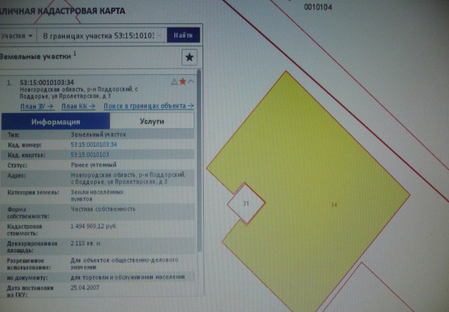 ЛИЧНАЯ КАДАСТРОВАЯ КАРТА
0010104
Участки
В границах участка 53:15:1010
Найти
Земельные участки 1
1. 53:15:0010103:34
Новгородская область, р-н Поддорский, с
Поддорье, ул Пролетарская, д 3
План ЗУ → План КК → Поиск в границах объекта →
Информация
Услуги
Тип: Земельный участок
Кад. номер: 53:15:0010103:34
Кад. квартал: 53:15:0010103
Статус: Ранее учтенный
Адрес: Новгородская область, р-н Поддорский,
с Поддорье, ул Пролетарская, д 3
Категория земель: Земли населённых
пунктов
Форма
собственности: Частная собственность
Кадастровая
стоимость: 1 494 969,12 руб.
Декларированная
площадь: 2 113 кв. м
Разрешенное
использование: Для объектов общественно-делового
значения
по документу: для торговли и обслуживания населения
Дата постановки
на ГКУ: 25.04.2007
31
34